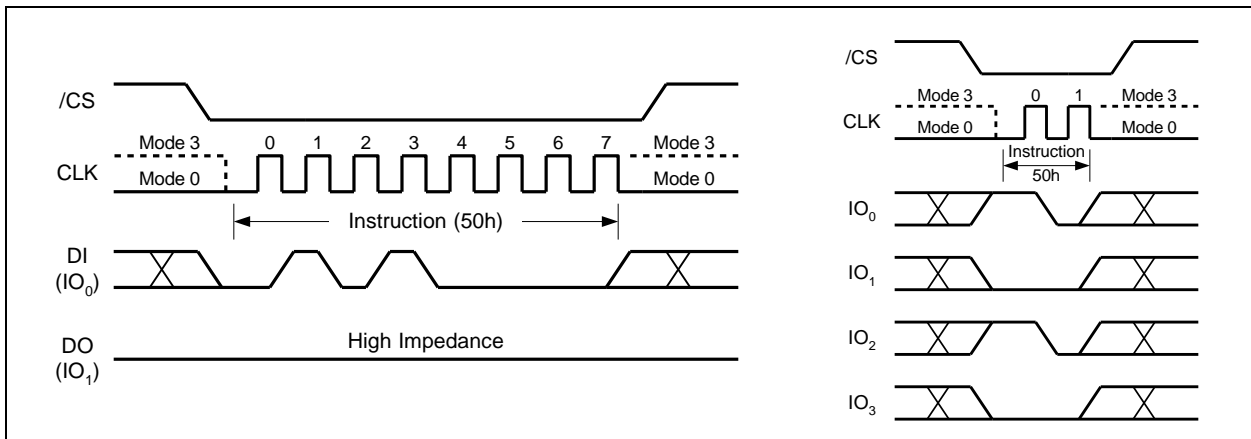 /CS
Mode 3 0 1 2 3 4 5 6 7 Mode 3
CLK Mode 0 Mode 0
Instruction (50h)
DI
(IO0)
High Impedance
DO
(IO1)
/CS
Mode 3 0 1 Mode 3
CLK Mode 0 Mode 0
Instruction
50h
IO0
IO1
IO2
IO3